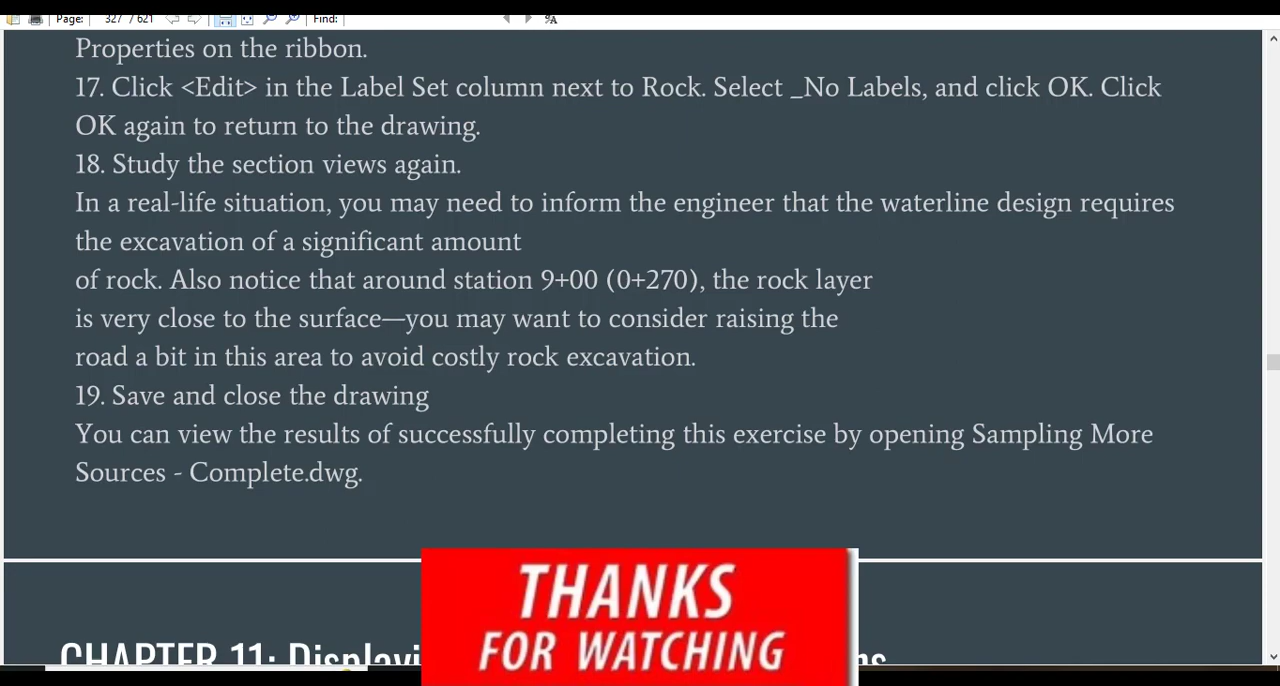 Page: 327 / 621 Find:
Properties on the ribbon.
17. Click <Edit> in the Label Set column next to Rock. Select _No Labels, and click OK. Click
OK again to return to the drawing.
18. Study the section views again.
In a real-life situation, you may need to inform the engineer that the waterline design requires
the excavation of a significant amount
of rock. Also notice that around station 9+00 (0+270), the rock layer
is very close to the surface—you may want to consider raising the
road a bit in this area to avoid costly rock excavation.
19. Save and close the drawing
You can view the results of successfully completing this exercise by opening Sampling More
Sources - Complete.dwg.
THANKS
FOR WATCHING
CHAPTER 11: Displayi